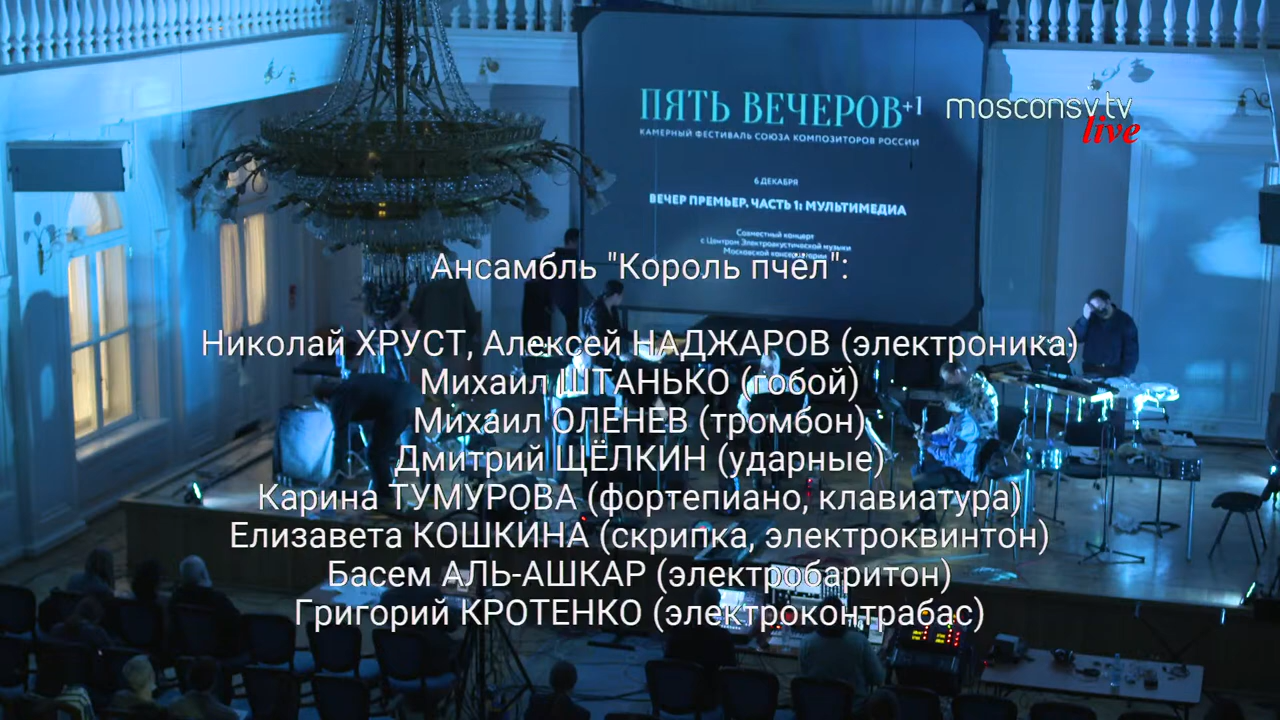 ПЯТЬ ВЕЧЕРОВ+1
КАМЕРНЫЙ ФЕСТИВАЛЬ СОЮЗА КОМПОЗИТОРОВ РОССИИ
mosconsv.tv
live
6 ДЕКАБРЯ
ВЕЧЕР ПРЕМЬЕР. ЧАСТЬ 1: МУЛЬТИМЕДИА
Совместный концерт
с Центром Электроакустической музыки
Московской консерватории
Ансамбль "Король пчёл":
Николай ХРУСТ, Алексей НАДЖАРОВ (электроника)
Михаил ШТАНЬКО (гобой)
Михаил ОЛЕНЕВ (тромбон)
Дмитрий ЩЁЛКИН (ударные)
Карина ТУМУРОВА (фортепиано, клавиатура)
Елизавета КОШКИНА (скрипка, электроквинтон)
Басем АЛЬ-АШКАР (электробаритон)
Григорий КРОТЕНКО (электроконтрабас)